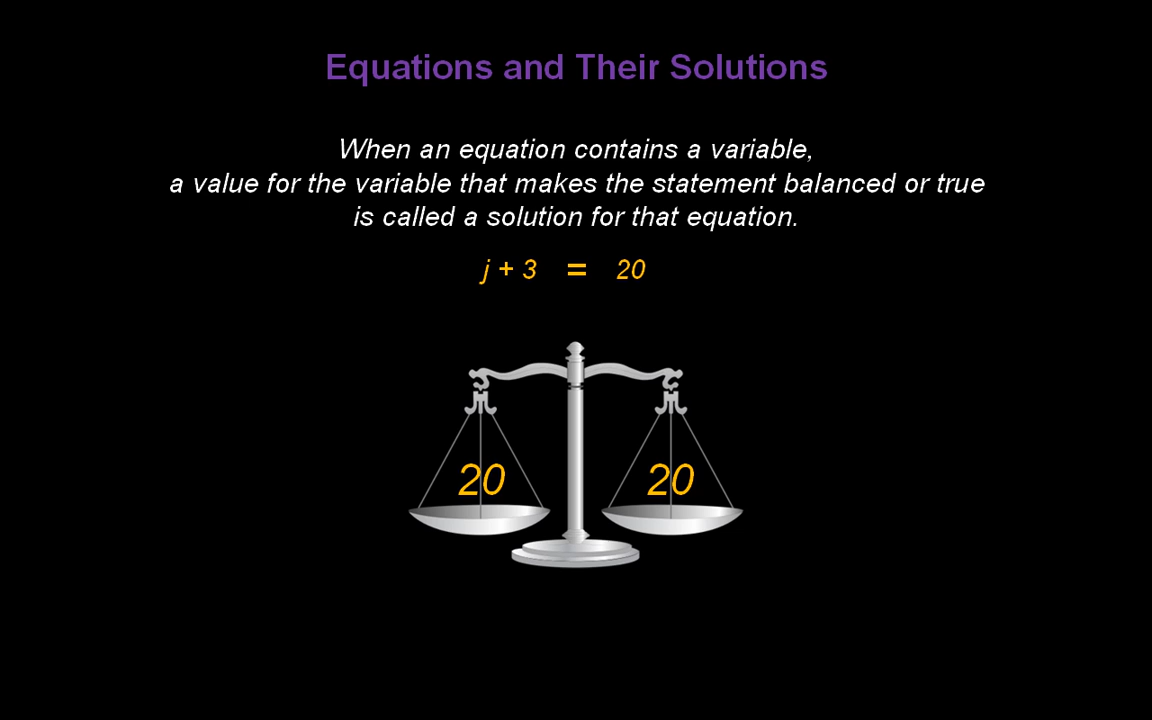 Equations and Their Solutions
When an equation contains a variable,
a value for the variable that makes the statement balanced or true
is called a solution for that equation.
j + 3 = 20
20 20